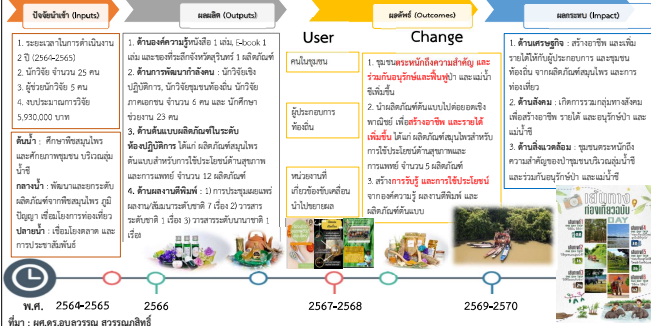 ปัจจัยนำเข้า (Inputs)
ผลผลิต (Outputs)
ผลลัพธ์ (Outcomes)
ผลกระทบ (Impact)
1. ระยะเวลาในการดำเนินงาน
2 ปี (2564-2565)
2. นักวิจัย จำนวน 25 คน
3. ผู้ช่วยนักวิจัย 5 คน
4. งบประมาณการวิจัย
5,930,000 บาท
ต้นน้ำ : ศึกษาพืชสมุนไพร
และศักยภาพชุมชน บริเวณลุ่มน้ำชี
กลางน้ำ : พัฒนาและยกระดับ
ผลิตภัณฑ์จากพืชสมุนไพร ภูมิ
ปัญญา เชื่อมโยงการท่องเที่ยว
ปลายน้ำ : เชื่อมโยงตลาด และ
การประชาสัมพันธ์
1. ด้านองค์ความรู้หนังสือ 1 เล่ม, E-book 1
เล่ม และของที่ระลึกจังหวัดสุรินทร์ 1 ผลิตภัณฑ์
2. ด้านการพัฒนากำลังคน : นักวิจัยเชิง
ปฏิบัติการ, นักวิจัยชุมชนท้องถิ่น นักวิจัย
ภาคเอกชน จำนวน 6 คน และ นักศึกษา
ช่วยงาน 23 คน
3. ด้านต้นแบบผลิตภัณฑ์ในระดับ
ห้องปฏิบัติการ ได้แก่ ผลิตภัณฑ์สมุนไพร
ต้นแบบสำหรับการใช้ประโยชน์ด้านสุขภาพ
และการแพทย์ จำนวน 12 ผลิตภัณฑ์
4. ด้านผลงานตีพิมพ์ : 1) การประชุมเผยแพร่
ผลงาน/สัมมนาระดับชาติ 7 เรื่อง 2) วารสาร
ระดับชาติ 1 เรื่อง 3) วารสารระดับนานาชาติ 1
เรื่อง
User
คนในชุมชน
ผู้ประกอบการ
ท้องถิ่น
หน่วยงานที่
เกี่ยวข้องขับเคลื่อน
นำไปขยายผล
Change
1. ชุมชนตระหนักถึงความสำคัญ และ
ร่วมกันอนุรักษ์และฟื้นฟูป่า และแม่น้ำ
ชีเพิ่มขึ้น
2. นำผลิตภัณฑ์ต้นแบบไปต่อยอดเชิง
พาณิชย์ เพื่อสร้างอาชีพ และรายได้
เพิ่มขึ้น ได้แก่ ผลิตภัณฑ์สมุนไพรสำหรับ
การใช้ประโยชน์ด้านสุขภาพและ
การแพทย์ จำนวน 5 ผลิตภัณฑ์
3. สร้างการรับรู้ และการใช้ประโยชน์
จากองค์ความรู้ ผลงานตีพิมพ์ และ
ผลิตภัณฑ์ต้นแบบ
1. ด้านเศรษฐกิจ : สร้างอาชีพ และเพิ่ม
รายได้ให้กับผู้ประกอบการ และชุมชน
ท้องถิ่น จากผลิตภัณฑ์สมุนไพร และการ
ท่องเที่ยว
2. ด้านสังคม : เกิดการรวมกลุ่มทางสังคม
เพื่อสร้างอาชีพ รายได้ และอนุรักษ์ป่า และ
แม่น้ำชี
3. ด้านสิ่งแวดล้อม : ชุมชนตระหนักถึง
ความสำคัญของป่าชุมชนบริเวณลุ่มน้ำชี
และร่วมกันอนุรักษ์ป่า และแม่น้ำชี
เส้นทาง
ท่องเที่ยวฉบับ
DAY
พ.ศ.
2564-2565
2566
2567-2568
2569-2570
ที่มา : ผศ.ดร.อุบลวรรณ สุวรรณภูสิทธิ์